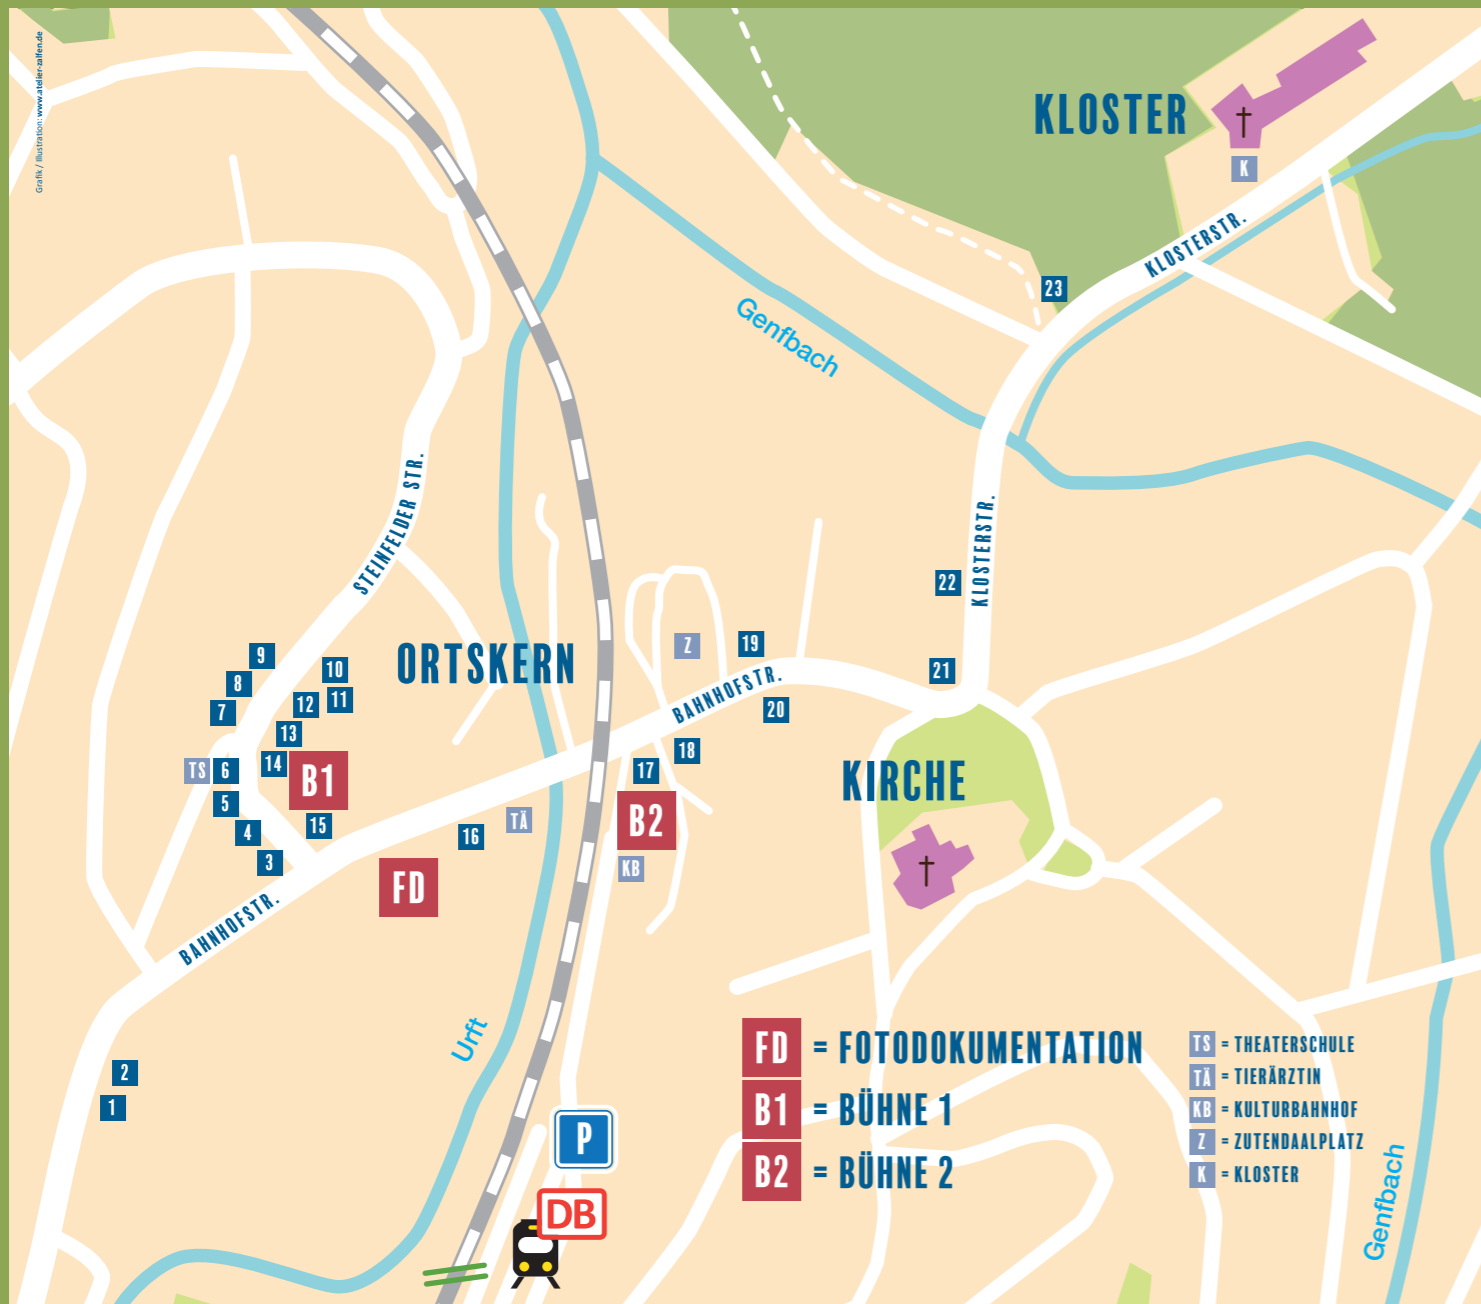 Grafik / Illustration: www.atelier-zalfen.de
KLOSTER
K
KLOSTERSTR.
23
Genfbach
STEINFELDER STR.
KLOSTERSTR.
22
ORTSKERN
Z
19
21
9
10
8
12
11
7
BAHNHOFSTR.
20
13
18
TS
6
14
B1
17
KIRCHE
5
15
TÄ
B2
4
16
3
KB
FD
BAHNHOFSTR.
Urft
2
1
P
DB
FD = FOTODOKUMENTATION
B1 = BÜHNE 1
B2 = BÜHNE 2
TS = THEATERSCHULE
TÄ = TIERÄRZTIN
KB = KULTURBAHNHOF
Z = ZUTENDAALPLATZ
K = KLOSTER
Genfbach